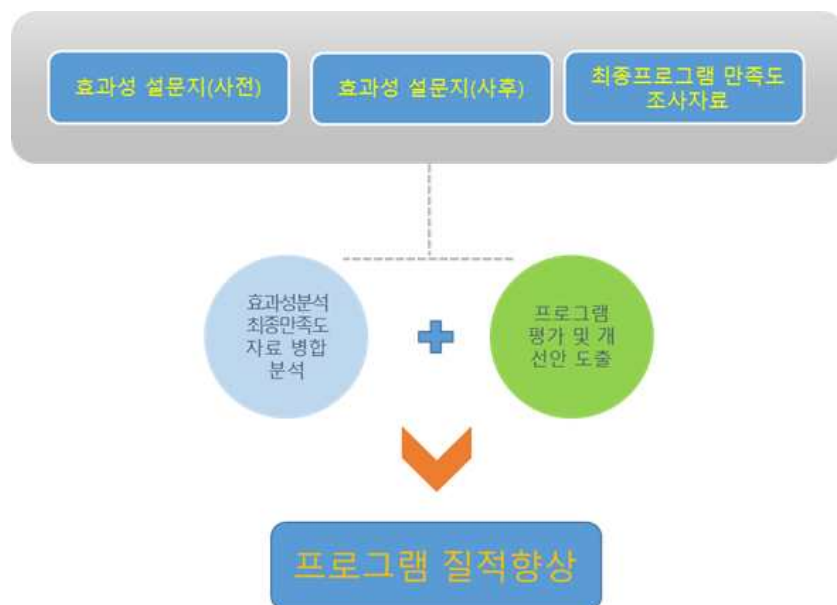 효과성 설문지(사전)
효과성 설문지(사후)
최종프로그램 만족도
조사자료
효과성분석
최종만족도
자료 병합
분석
프로그램
평가 및 개
선안 도출
프로그램 질적향상